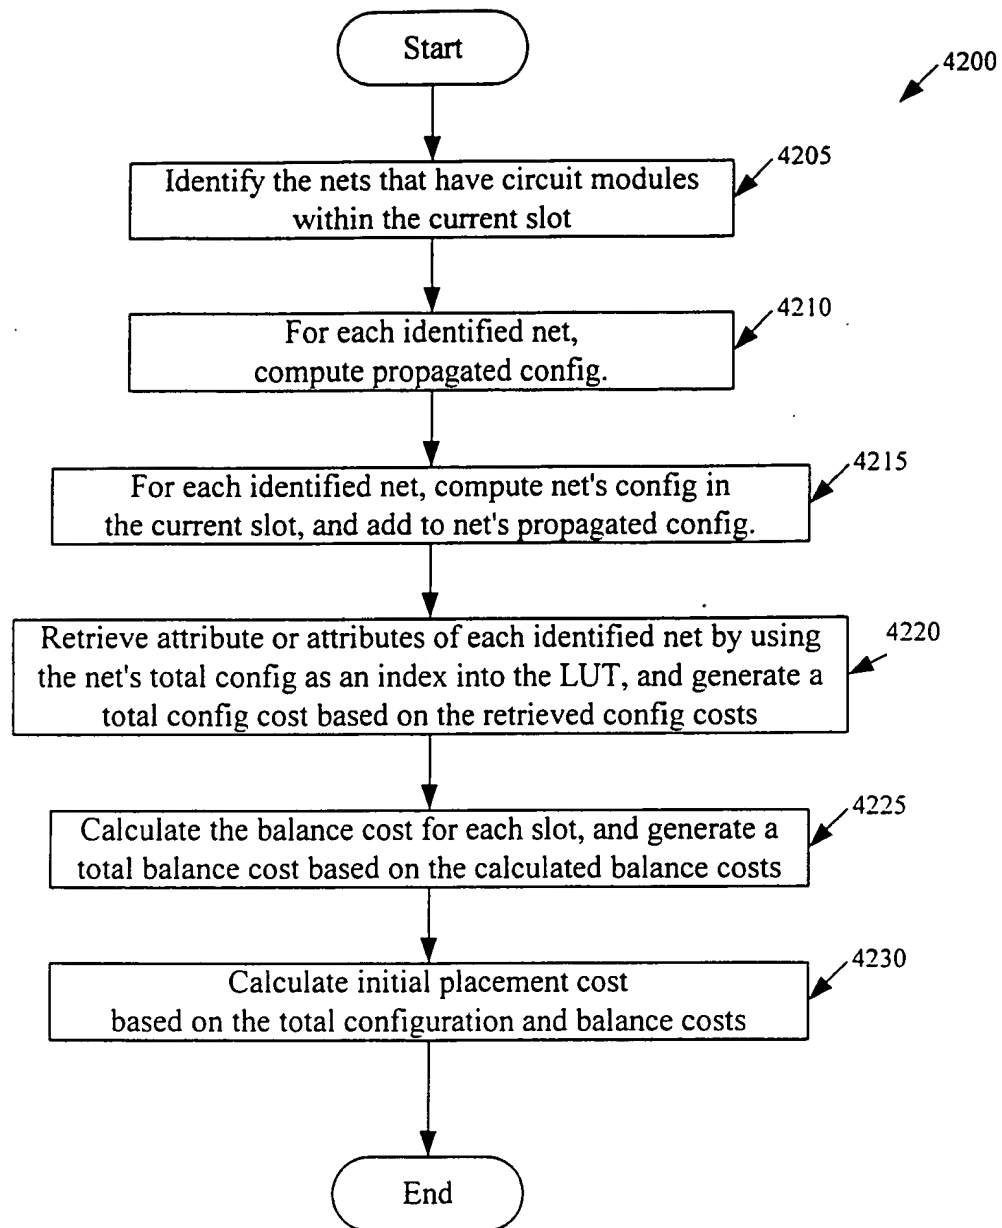 Start
4200
4205
Identify the nets that have circuit modules
within the current slot
4210
For each identified net,
compute propagated config.
4215
For each identified net, compute net's config in
the current slot, and add to net's propagated config.
4220
Retrieve attribute or attributes of each identified net by using
the net's total config as an index into the LUT, and generate a
total config cost based on the retrieved config costs
4225
Calculate the balance cost for each slot, and generate a
total balance cost based on the calculated balance costs
4230
Calculate initial placement cost
based on the total configuration and balance costs
End